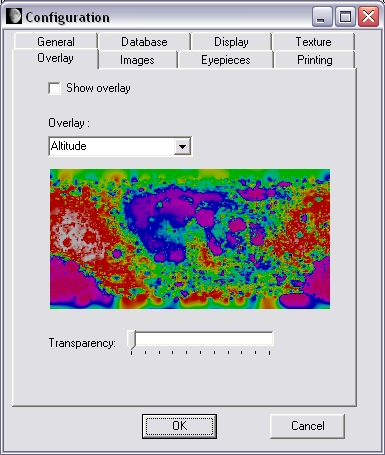 Configuration
General Database Display Texture
Overlay Images Eyepieces Printing
Show overlay
Overlay :
Altitude
Transparency:
OK Cancel